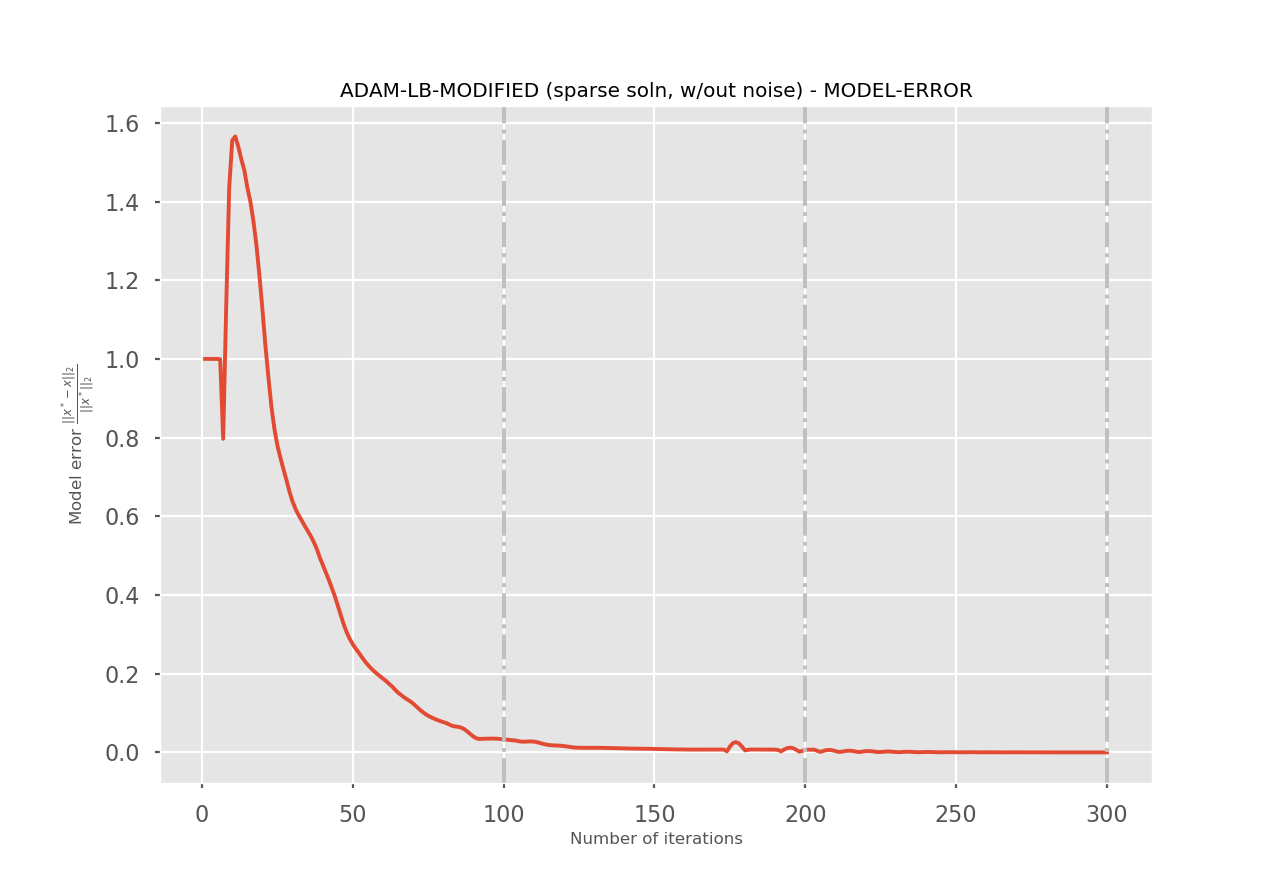 ADAM-LB-MODIFIED (sparse soln, w/out noise) - MODEL-ERROR
Model error ||x* − x||₂ / ||x*||₂
1.6
1.4
1.2
1.0
0.8
0.6
0.4
0.2
0.0
0 50 100 150 200 250 300
Number of iterations